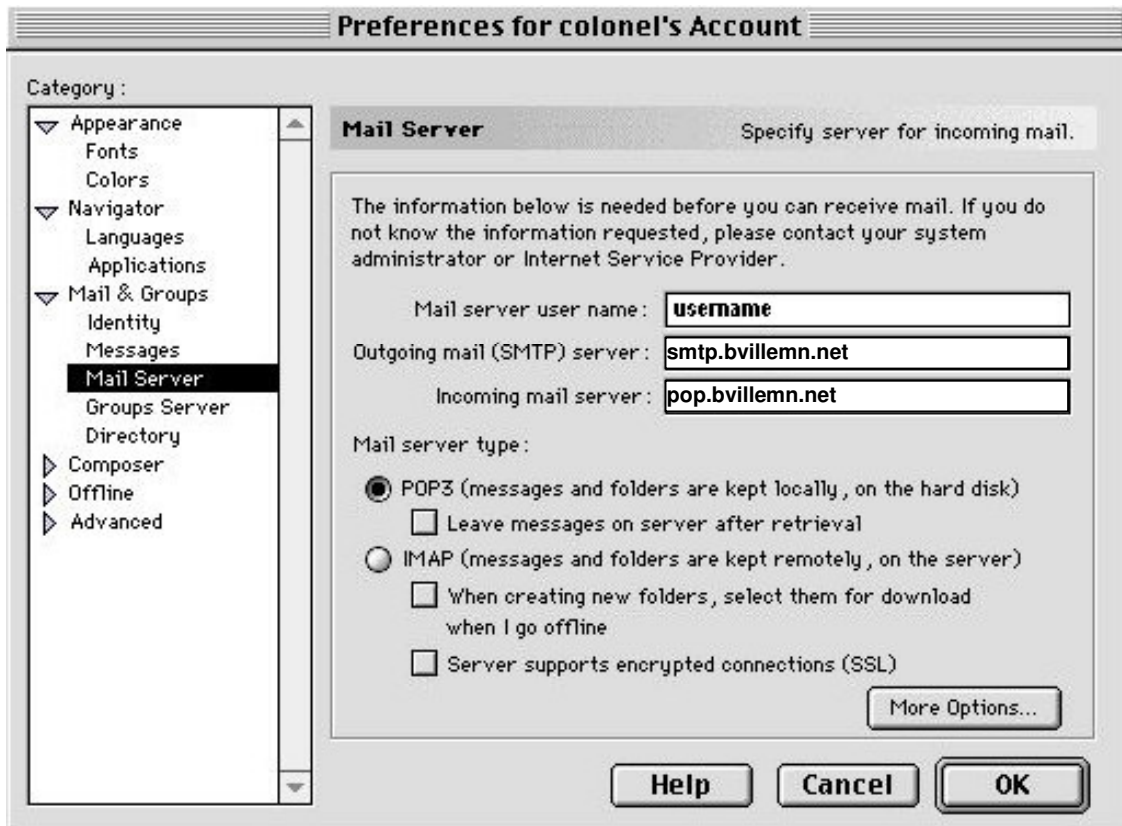 Preferences for colonel's Account
Category :
Appearance
Fonts
Colors
Navigator
Languages
Applications
Mail & Groups
Identity
Messages
Mail Server
Groups Server
Directory
Composer
Offline
Advanced
Mail Server
Specify server for incoming mail.
The information below is needed before you can receive mail. If you do
not know the information requested, please contact your system
administrator or Internet Service Provider.
Mail server user name : username
Outgoing mail (SMTP) server : smtp.bvillemn.net
Incoming mail server : pop.bvillemn.net
Mail server type :
POP3 (messages and folders are kept locally, on the hard disk)
Leave messages on server after retrieval
IMAP (messages and folders are kept remotely, on the server)
When creating new folders, select them for download
when I go offline
Server supports encrypted connections (SSL)
More Options...
Help
Cancel
OK